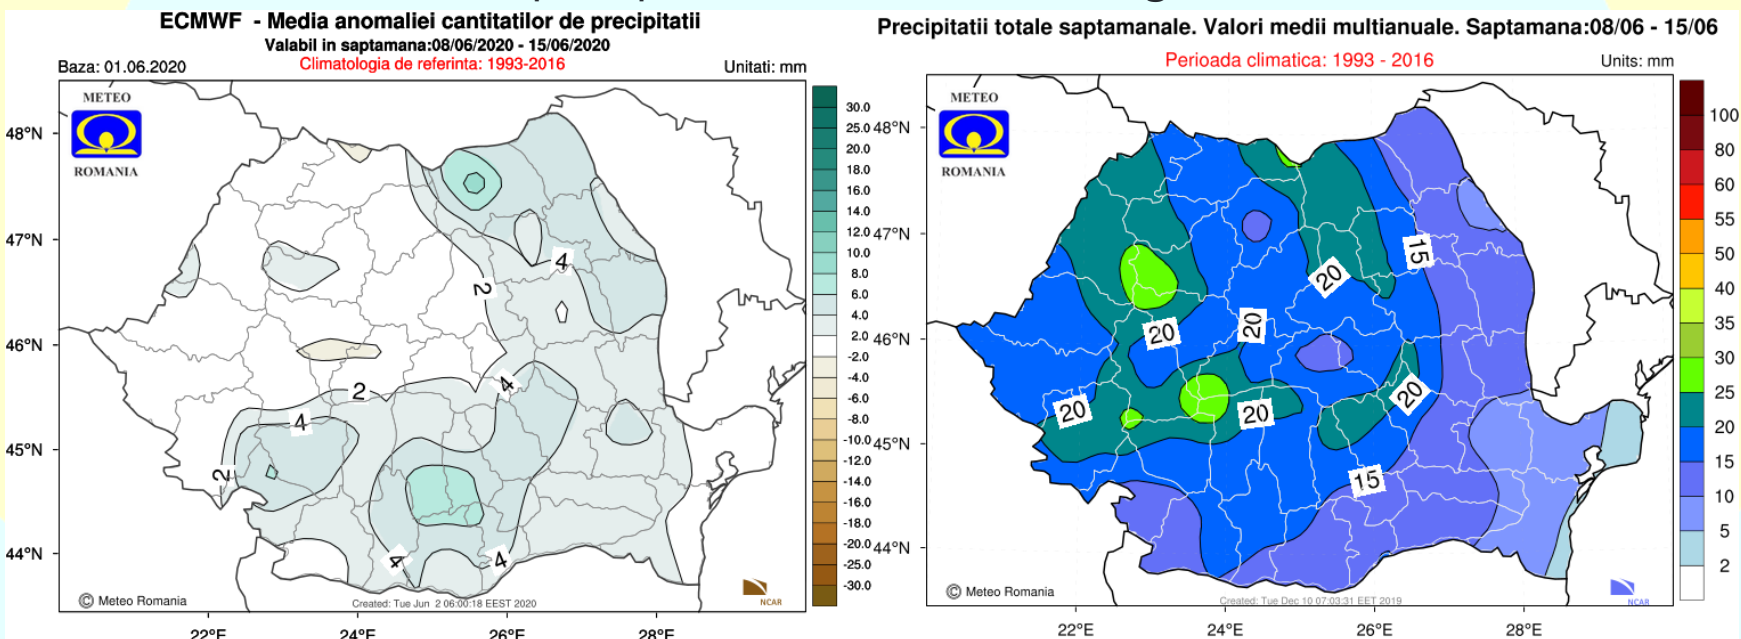 ECMWF - Media anomaliei cantitatilor de precipitatii
Valabil in saptamana:08/06/2020 - 15/06/2020
Baza: 01.06.2020
Climatologia de referinta: 1993-2016
Unitati: mm
METEO
ROMANIA
48°N
47°N
46°N
45°N
44°N
22°E
24°E
26°E
28°E
2
4
2
4
4
2
4
4
30.0
25.0
20.0
18.0
16.0
14.0
12.0
10.0
8.0
6.0
4.0
2.0
-2.0
-4.0
-6.0
-8.0
-10.0
-12.0
-14.0
-16.0
-18.0
-20.0
-25.0
-30.0
© Meteo Romania
Created: Tue Jun 2 06:00:18 EEST 2020
NCAR
Precipitatii totale saptamanale. Valori medii multianuale. Saptamana:08/06 - 15/06
Perioada climatica: 1993 - 2016
Units: mm
METEO
ROMANIA
48°N
47°N
46°N
45°N
44°N
22°E
24°E
26°E
28°E
15
20
20
20
20
20
20
15
100
80
60
55
50
40
35
30
25
20
15
10
5
2
© Meteo Romania
Created: Tue Dec 10 07:03:31 EET 2019
NCAR